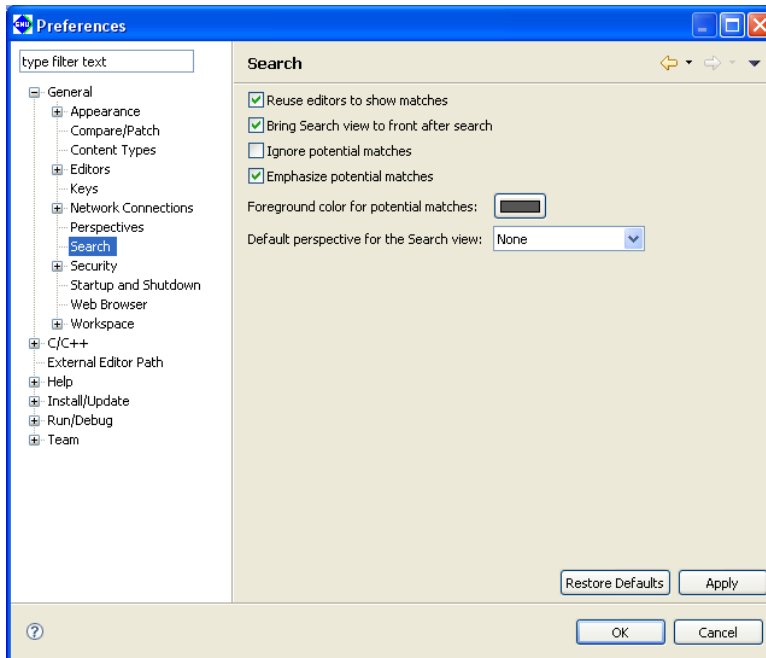 Preferences
type filter text
General
Appearance
Compare/Patch
Content Types
Editors
Keys
Network Connections
Perspectives
Search
Security
Startup and Shutdown
Web Browser
Workspace
C/C++
External Editor Path
Help
Install/Update
Run/Debug
Team
Search
Reuse editors to show matches
Bring Search view to front after search
Ignore potential matches
Emphasize potential matches
Foreground color for potential matches:
Default perspective for the Search view: None
Restore Defaults Apply
OK Cancel